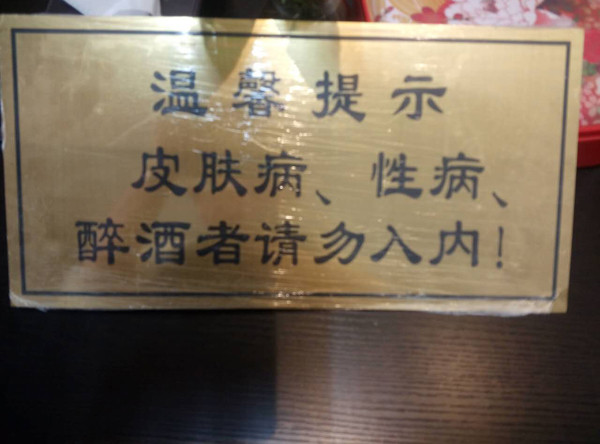 温馨提示
皮肤病、性病、
醉酒者请勿入内！